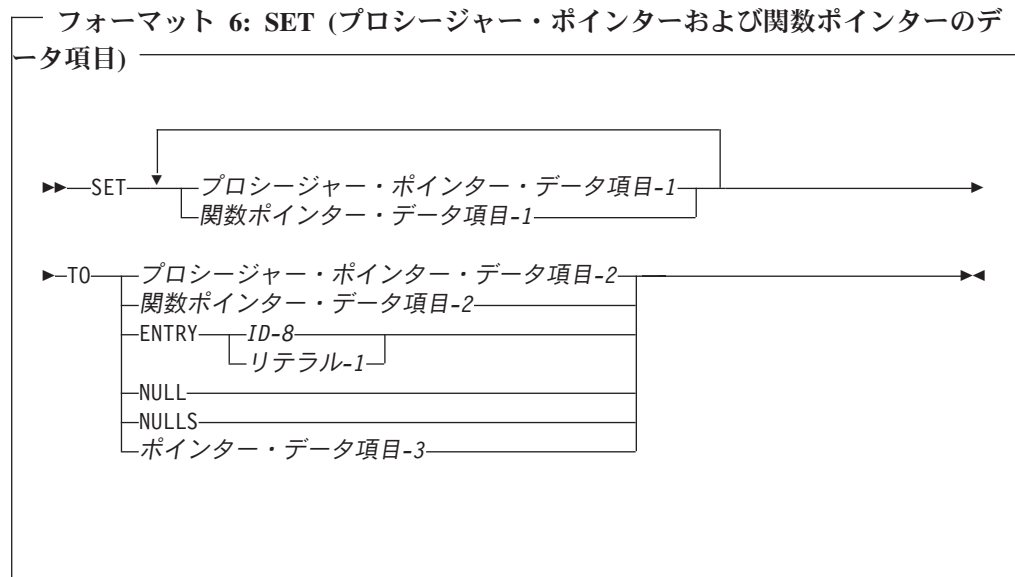 フォーマット 6: SET (プロシージャー・ポインターおよび関数ポインターのデ
ータ項目)
SET プロシージャー・ポインター・データ項目-1
関数ポインター・データ項目-1
TO プロシージャー・ポインター・データ項目-2
関数ポインター・データ項目-2
ENTRY ID-8
リテラル-1
NULL
NULLS
ポインター・データ項目-3